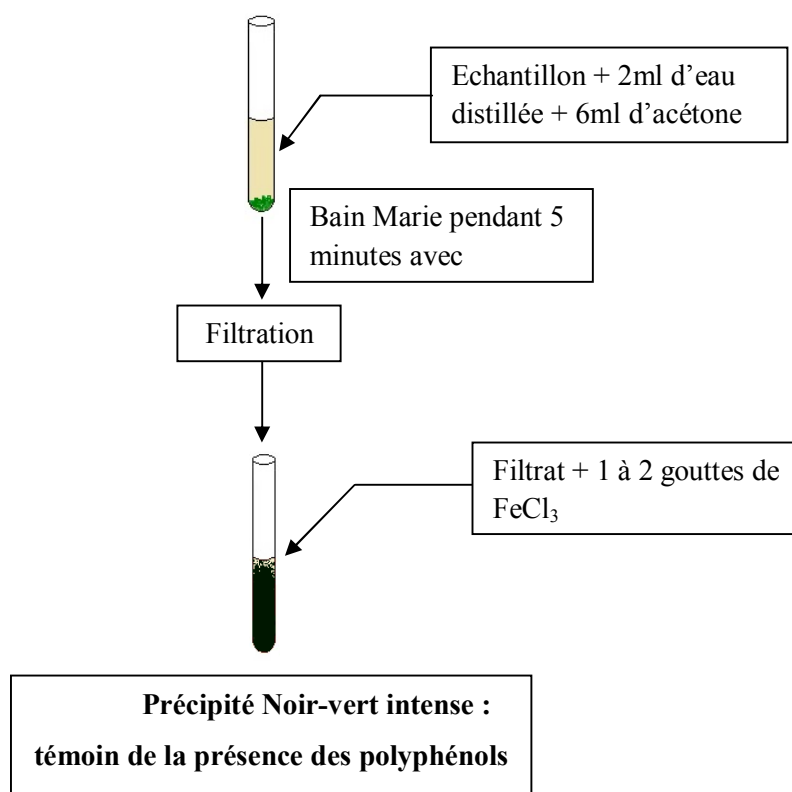 Echantillon + 2ml d'eau
distillée + 6ml d'acétone
Bain Marie pendant 5
minutes avec
Filtration
Filtrat + 1 à 2 gouttes de
FeCl₃
Précipité Noir-vert intense :
témoin de la présence des polyphénols